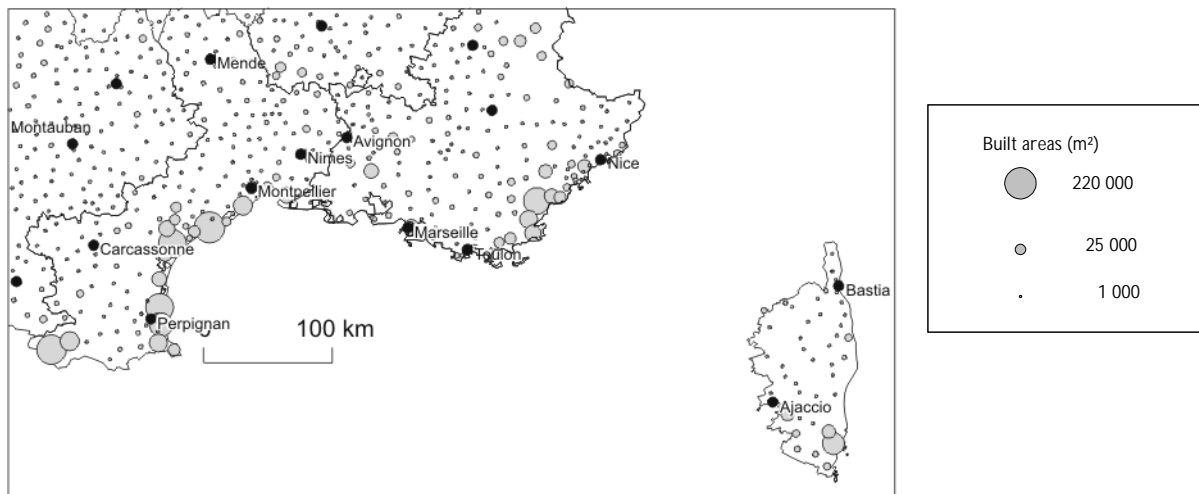 Mende
Montauban
Avignon
Nimes
Nice
Montpellier
Marseille
Carcassonne
Toulon
Bastia
Perpignan
100 km
Ajaccio
Built areas (m²)
220 000
25 000
1 000